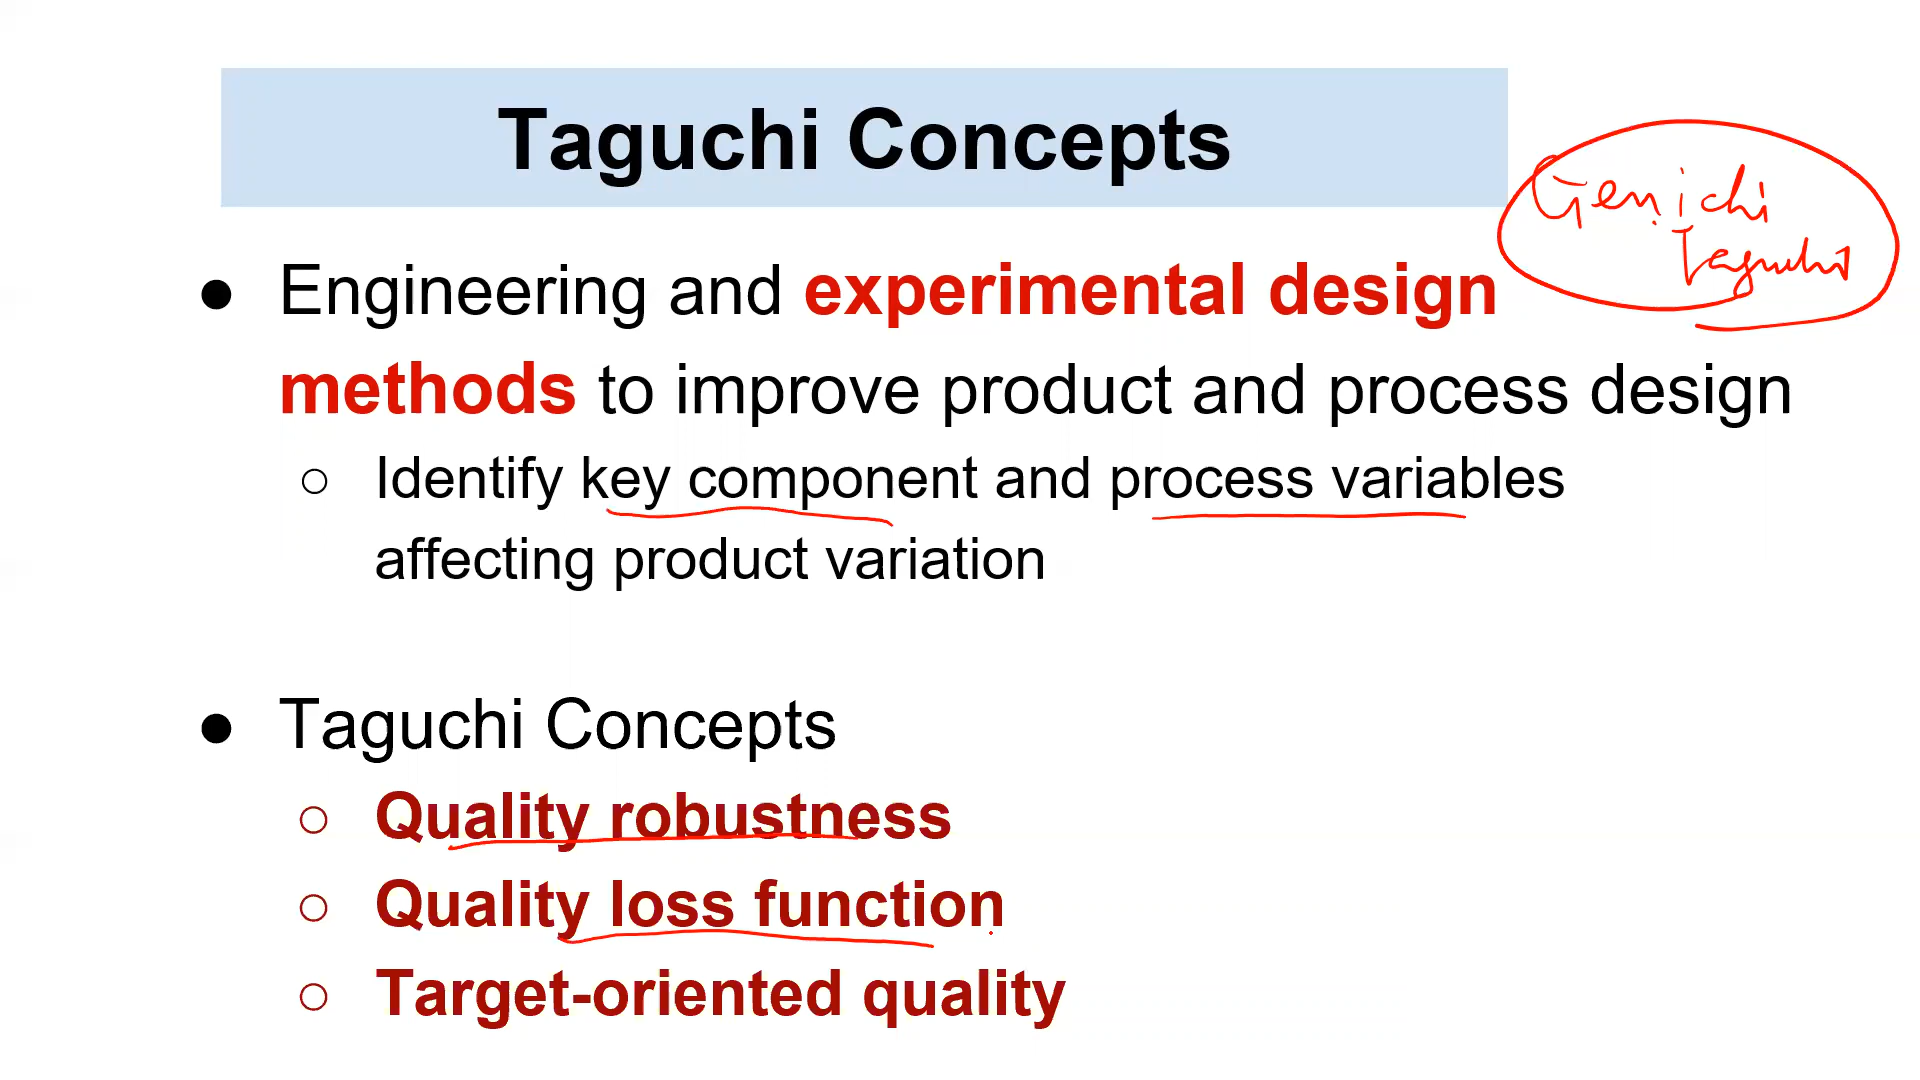 Taguchi Concepts
Genichi
Taguchi
● Engineering and experimental design
methods to improve product and process design
○ Identify key component and process variables
affecting product variation
● Taguchi Concepts
○ Quality robustness
○ Quality loss function
○ Target-oriented quality